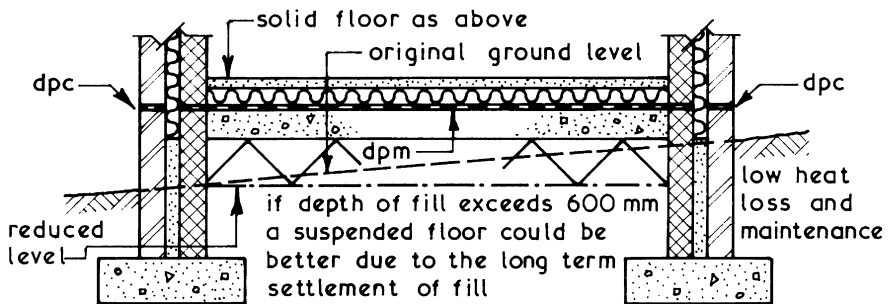 solid floor as above
original ground level
dpc
dpc
dpm
reduced
level
if depth of fill exceeds 600 mm
a suspended floor could be
better due to the long term
settlement of fill
low heat
loss and
maintenance